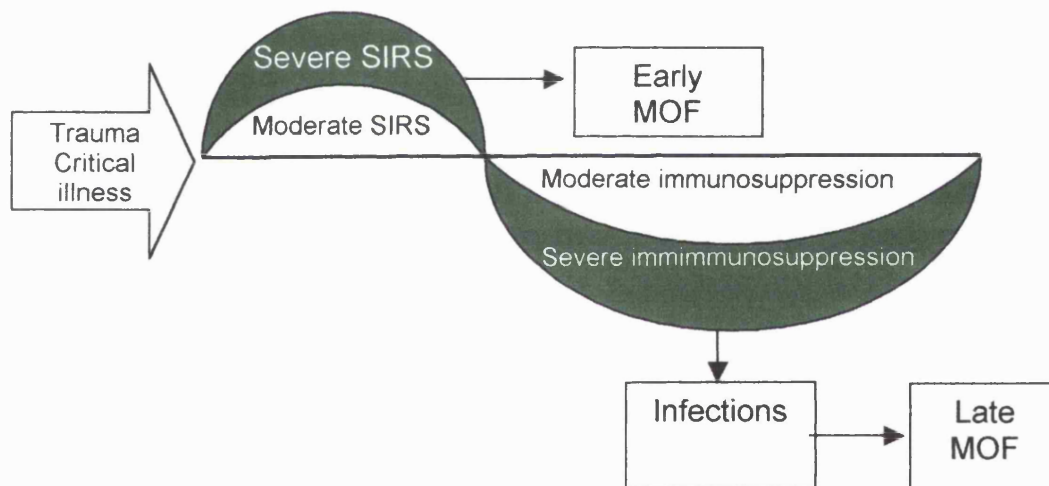 Severe SIRS
Early
MOF
Moderate SIRS
Trauma
Critical
illness
Moderate immunosuppression
Severe immimmunosuppression
Infections
Late
MOF